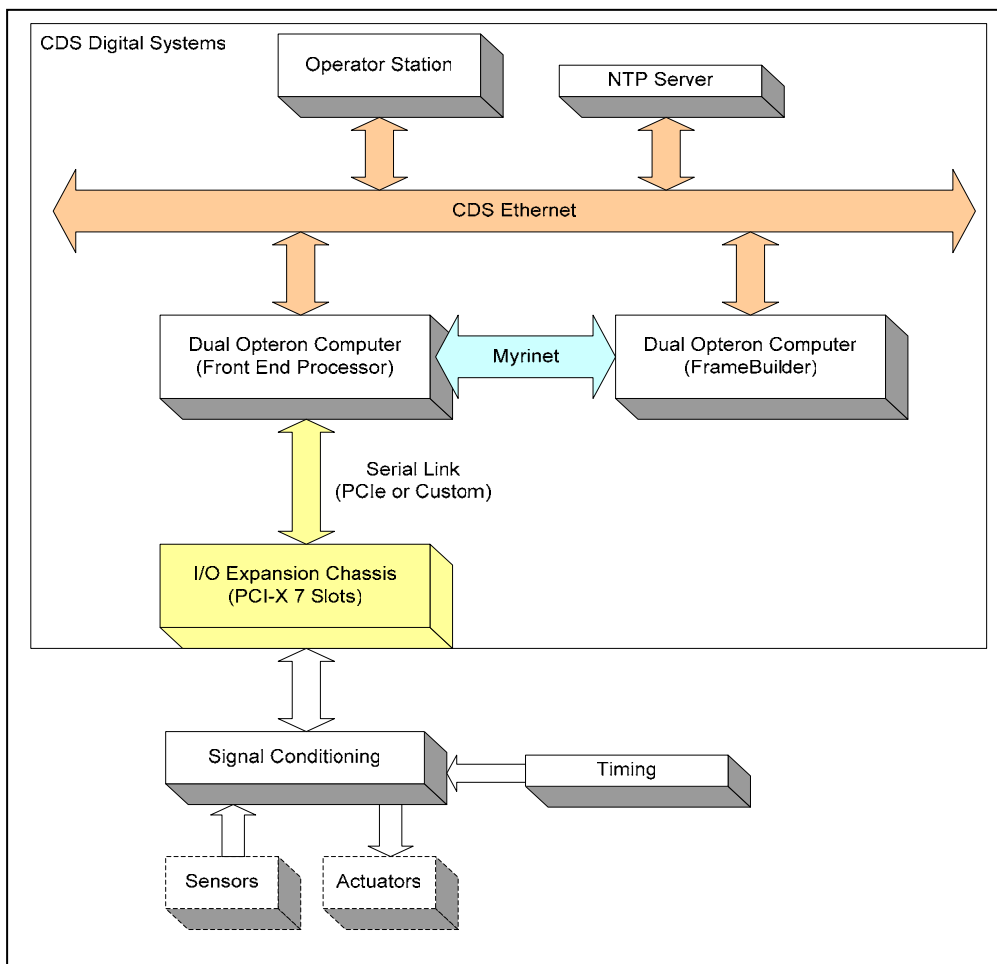 CDS Digital Systems
Operator Station
NTP Server
CDS Ethernet
Dual Opteron Computer
(Front End Processor)
Myrinet
Dual Opteron Computer
(FrameBuilder)
Serial Link
(PCIe or Custom)
I/O Expansion Chassis
(PCI-X 7 Slots)
Signal Conditioning
Timing
Sensors
Actuators